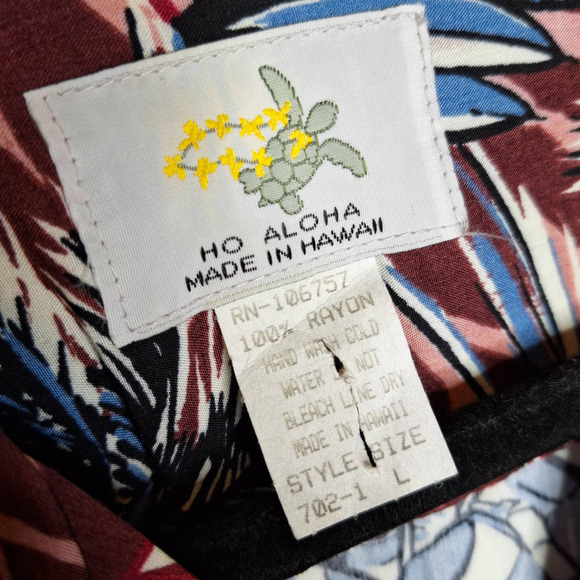 HO ALOHA
MADE IN HAWAII
RN-106757
100% RAYON
HAND WASH COLD
WATER DO NOT
BLEACH LINE DRY
MADE IN HAWAII
STYLE SIZE
702-1 L